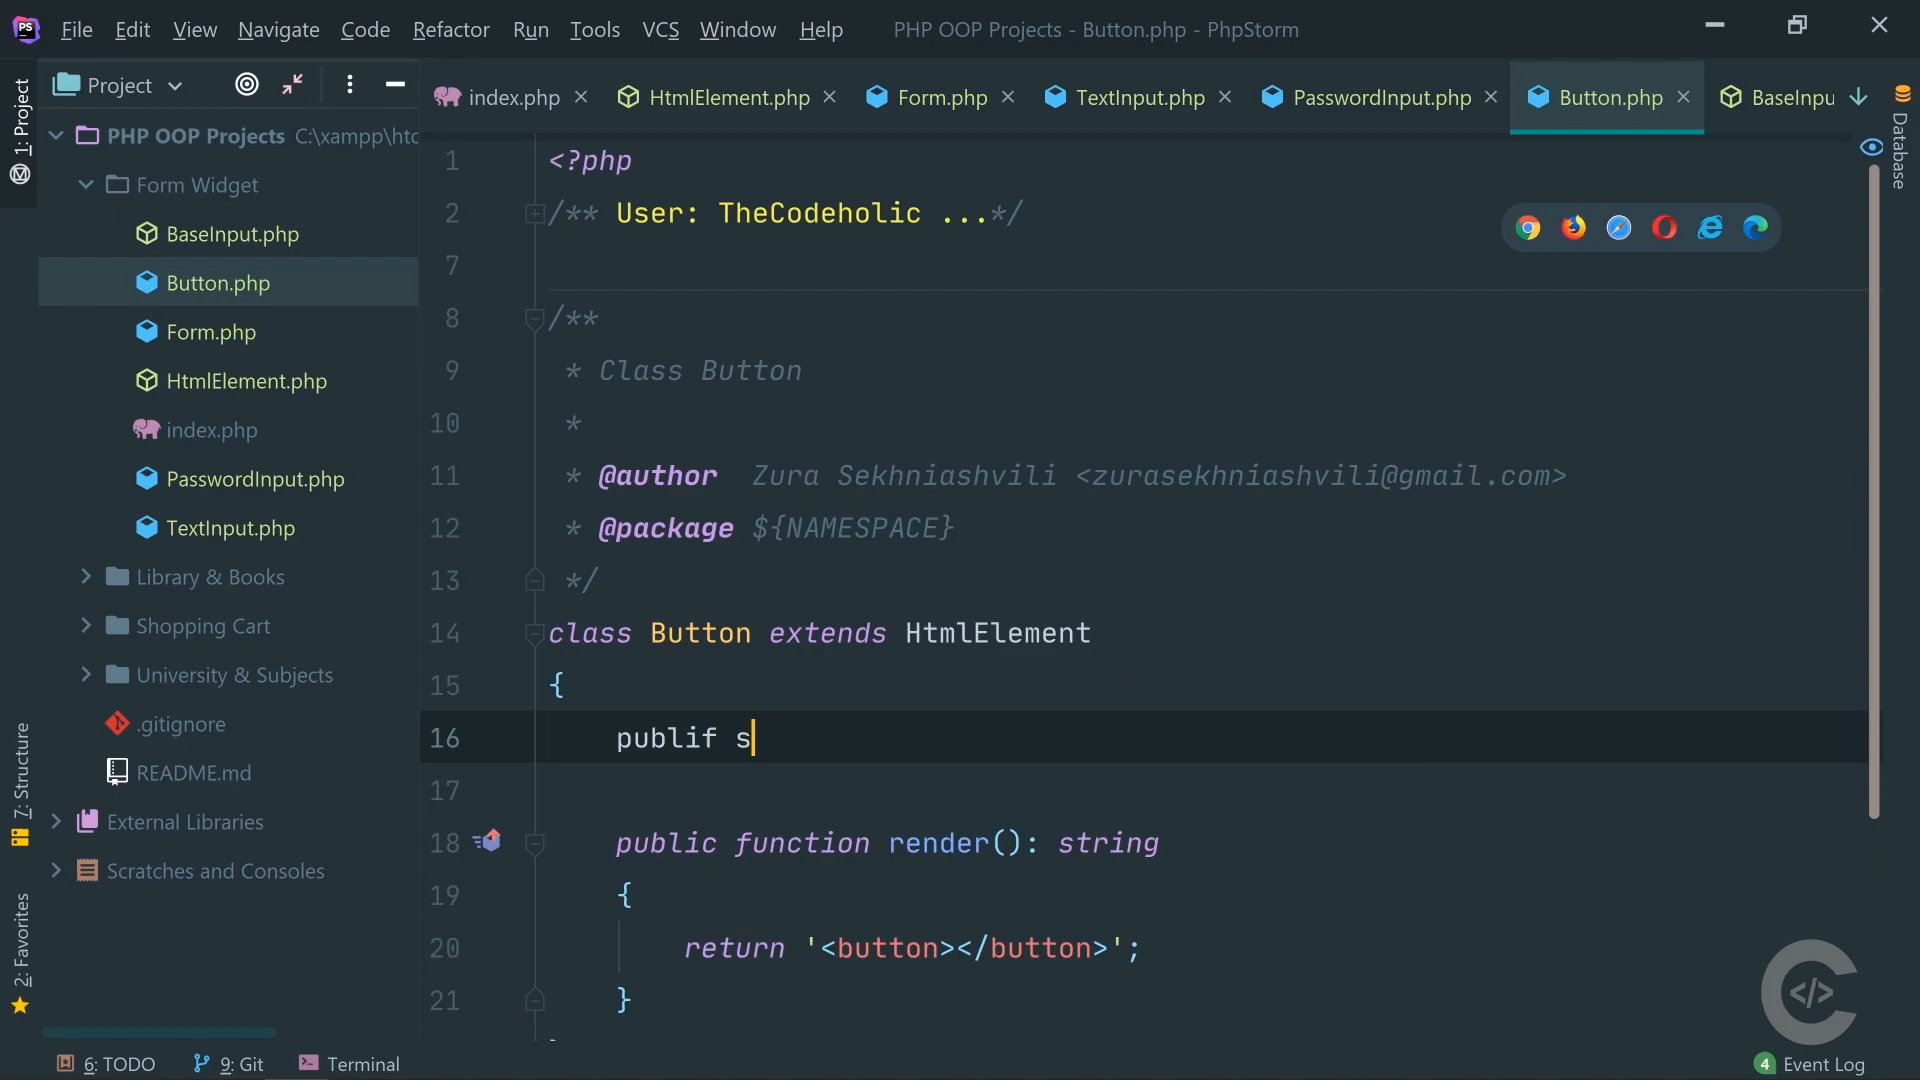 PS File Edit View Navigate Code Refactor Run Tools VCS Window Help PHP OOP Projects - Button.php - PhpStorm
1: Project
Project
index.php HtmlElement.php Form.php TextInput.php PasswordInput.php Button.php BaseInpu
Database
PHP OOP Projects C:\xampp\htc
Form Widget
BaseInput.php
Button.php
Form.php
HtmlElement.php
index.php
PasswordInput.php
TextInput.php
Library & Books
Shopping Cart
University & Subjects
.gitignore
README.md
External Libraries
Scratches and Consoles
7: Structure
2: Favorites
1 <?php
2 /** User: TheCodeholic ...*/
7
8 /**
9 * Class Button
10 *
11 * @author Zura Sekhniashvili <zurasekhniashvili@gmail.com>
12 * @package ${NAMESPACE}
13 */
14 class Button extends HtmlElement
15 {
16 publif s
17
18 public function render(): string
19 {
20 return '<button></button>';
21 }
</>
6: TODO 9: Git Terminal 4 Event Log